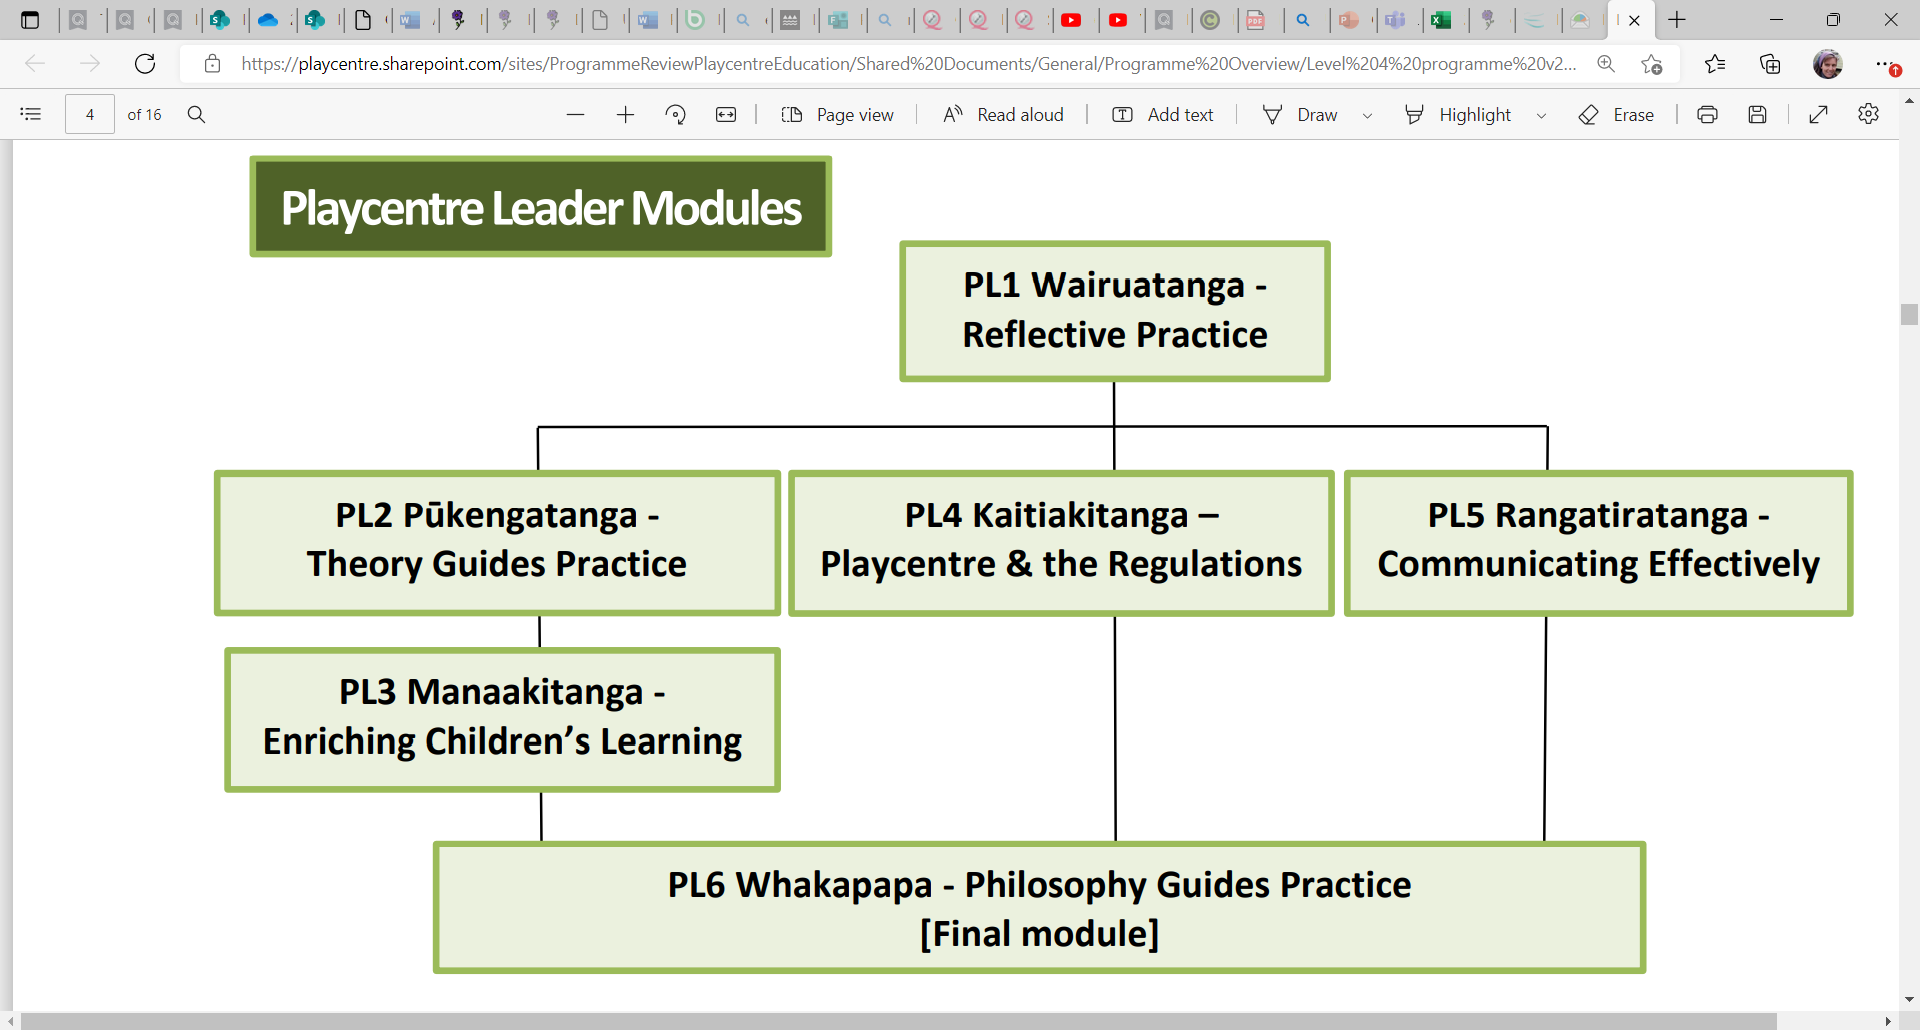 https://playcentre.sharepoint.com/sites/ProgrammeReviewPlaycentreEducation/Shared%20Documents/General/Programme%20Overview/Level%204%20programme%20v2...
4 of 16
Page view
Read aloud
Add text
Draw
Highlight
Erase
Playcentre Leader Modules
PL1 Wairuatanga -
Reflective Practice
PL2 Pūkengatanga -
Theory Guides Practice
PL4 Kaitiakitanga –
Playcentre & the Regulations
PL5 Rangatiratanga -
Communicating Effectively
PL3 Manaakitanga -
Enriching Children’s Learning
PL6 Whakapapa - Philosophy Guides Practice
[Final module]